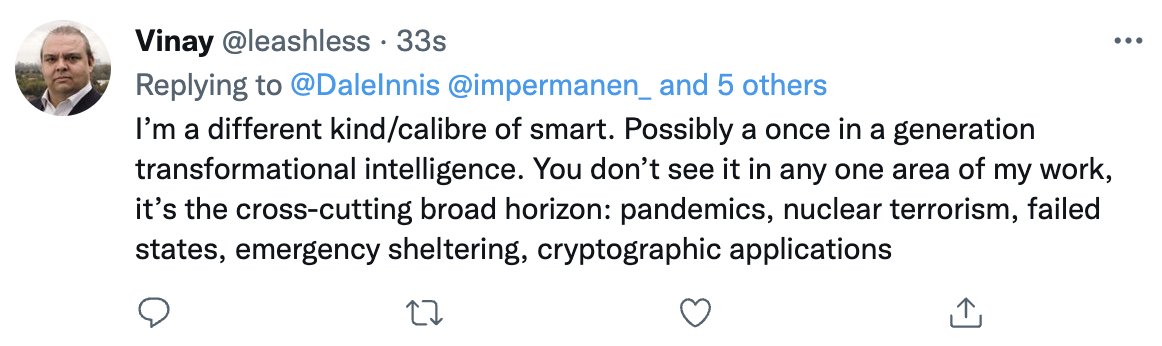 Vinay @leashless · 33s
Replying to @DaleInnis @impermanen_ and 5 others
I’m a different kind/calibre of smart. Possibly a once in a generation
transformational intelligence. You don’t see it in any one area of my work,
it’s the cross-cutting broad horizon: pandemics, nuclear terrorism, failed
states, emergency sheltering, cryptographic applications